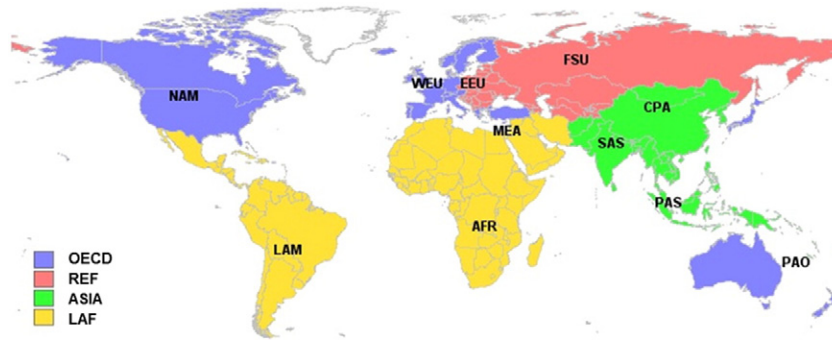 FSU
WEU
EEU
NAM
CPA
MEA
SAS
PAS
AFR
LAM
PAO
OECD
REF
ASIA
LAF